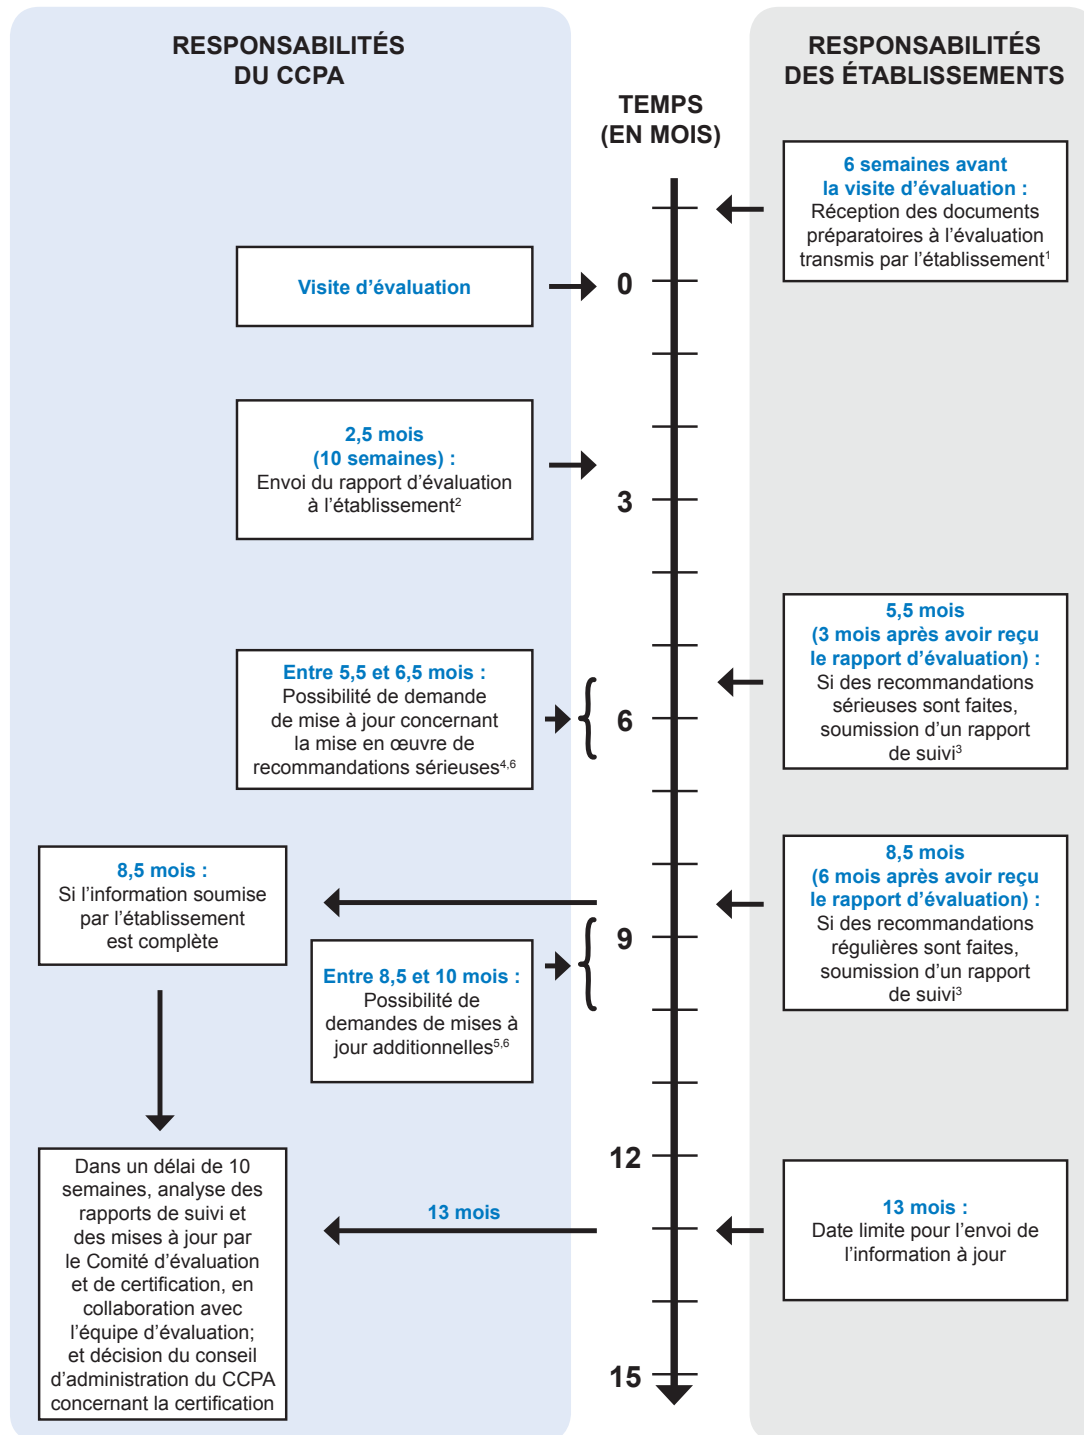 RESPONSABILITÉS
DU CCPA
RESPONSABILITÉS
DES ÉTABLISSEMENTS
TEMPS
(EN MOIS)
6 semaines avant
la visite d’évaluation :
Réception des documents
préparatoires à l’évaluation
transmis par l’établissement¹
Visite d’évaluation
0
2,5 mois
(10 semaines) :
Envoi du rapport d’évaluation
à l’établissement²
3
5,5 mois
(3 mois après avoir reçu
le rapport d’évaluation) :
Si des recommandations
sérieuses sont faites,
soumission d’un rapport
de suivi³
Entre 5,5 et 6,5 mois :
Possibilité de demande
de mise à jour concernant
la mise en œuvre de
recommandations sérieuses⁴,⁶
6
8,5 mois
(6 mois après avoir reçu
le rapport d’évaluation) :
Si des recommandations
régulières sont faites,
soumission d’un rapport
de suivi³
8,5 mois :
Si l’information soumise
par l’établissement
est complète
9
Entre 8,5 et 10 mois :
Possibilité de
demandes de mises à
jour additionnelles⁵,⁶
12
Dans un délai de 10
semaines, analyse des
rapports de suivi et
des mises à jour par
le Comité d’évaluation
et de certification, en
collaboration avec
l’équipe d’évaluation;
et décision du conseil
d’administration du CCPA
concernant la certification
13 mois
13 mois :
Date limite pour l’envoi de
l’information à jour
15